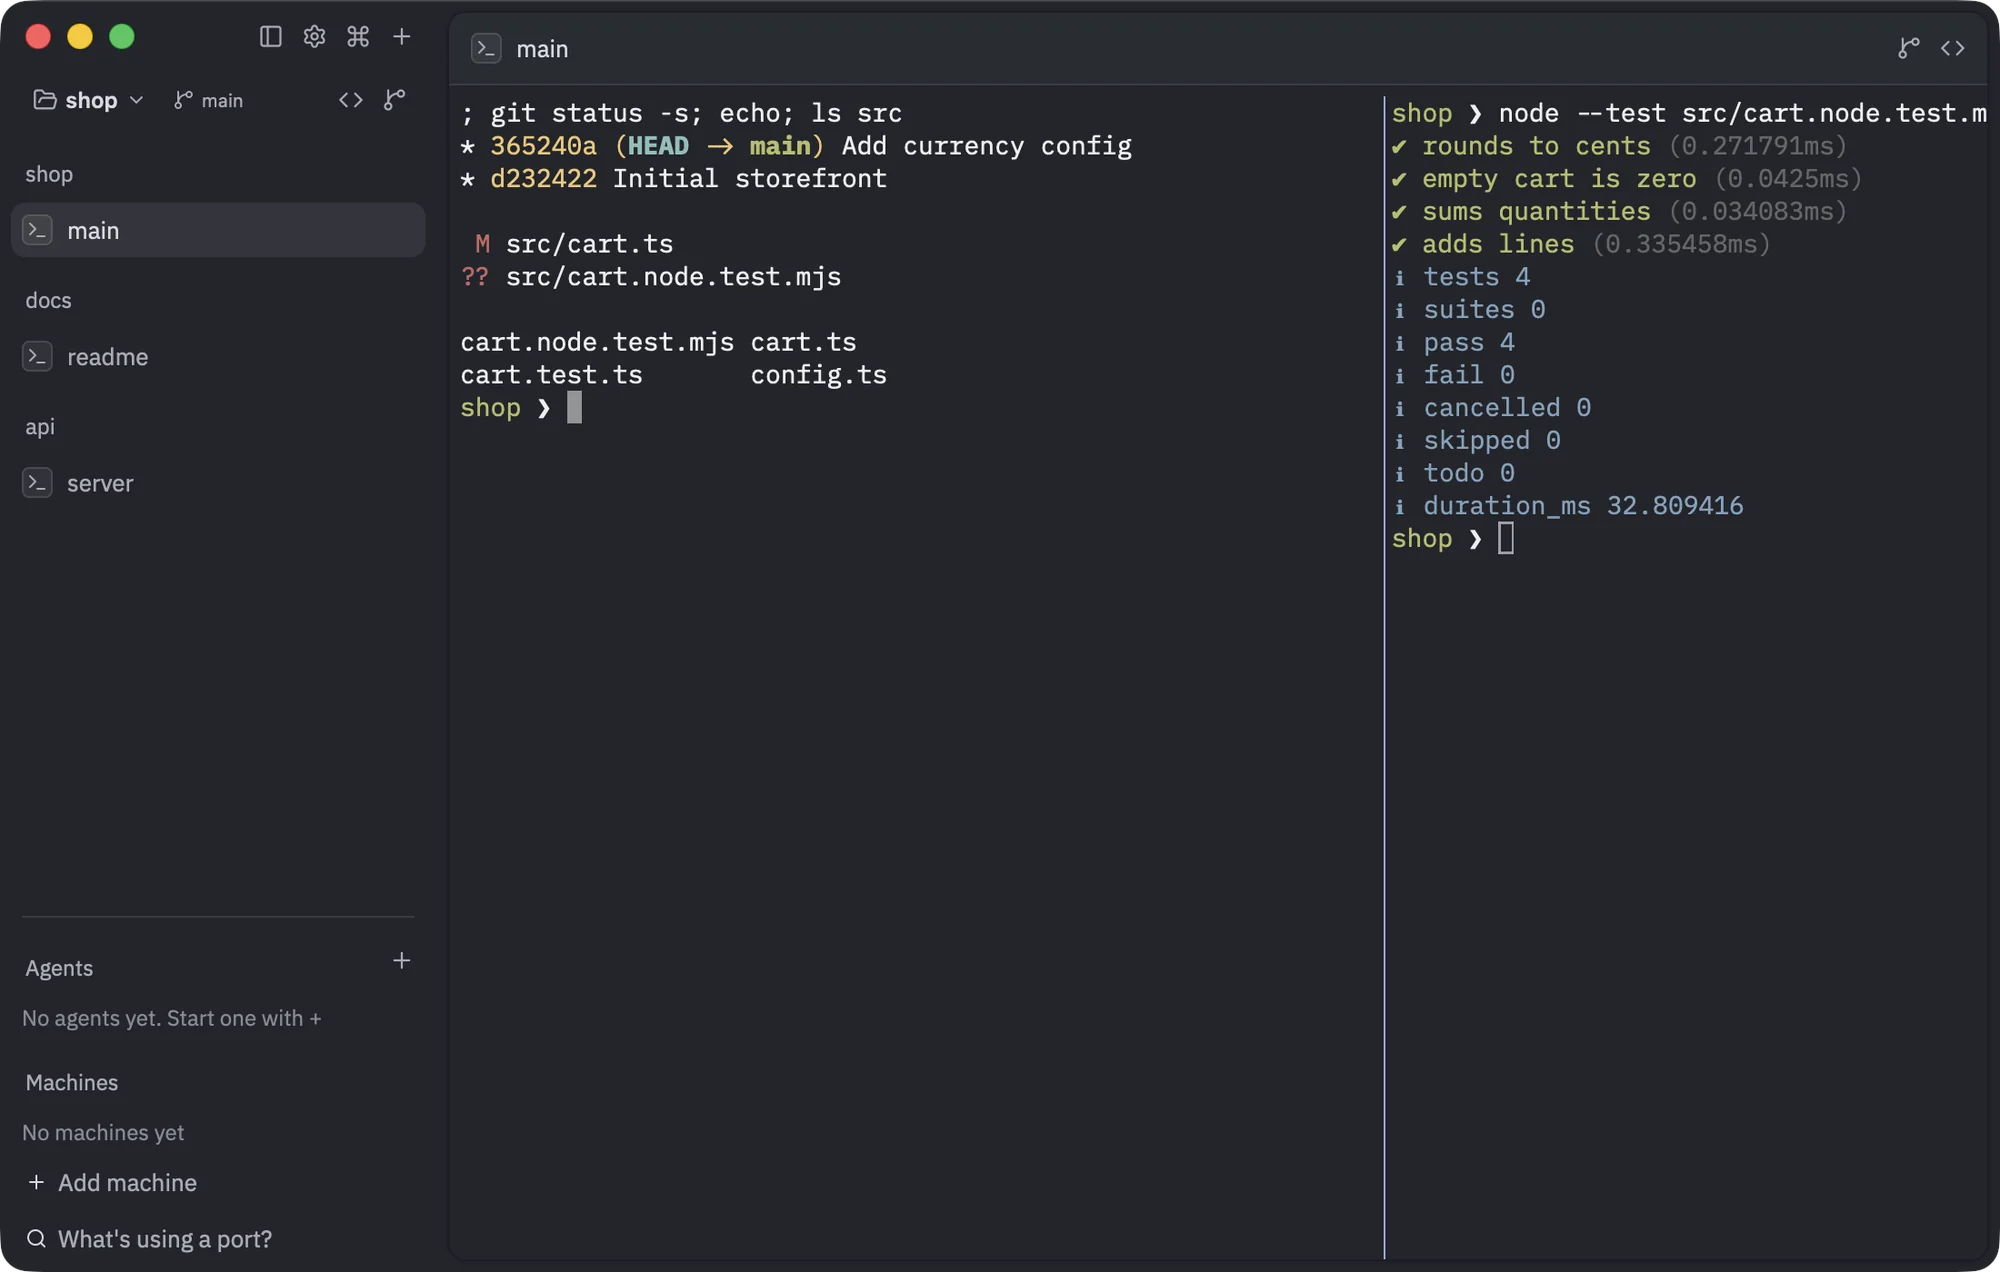 shop
main
shop
main
docs
readme
api
server
Agents
No agents yet. Start one with +
Machines
No machines yet
+ Add machine
What's using a port?
main
; git status -s; echo; ls src
* 365240a (HEAD → main) Add currency config
* d232422 Initial storefront
M src/cart.ts
?? src/cart.node.test.mjs
cart.node.test.mjs cart.ts
cart.test.ts config.ts
shop ❯
shop ❯ node --test src/cart.node.test.m
✔ rounds to cents (0.271791ms)
✔ empty cart is zero (0.0425ms)
✔ sums quantities (0.034083ms)
✔ adds lines (0.335458ms)
ℹ tests 4
ℹ suites 0
ℹ pass 4
ℹ fail 0
ℹ cancelled 0
ℹ skipped 0
ℹ todo 0
ℹ duration_ms 32.809416
shop ❯